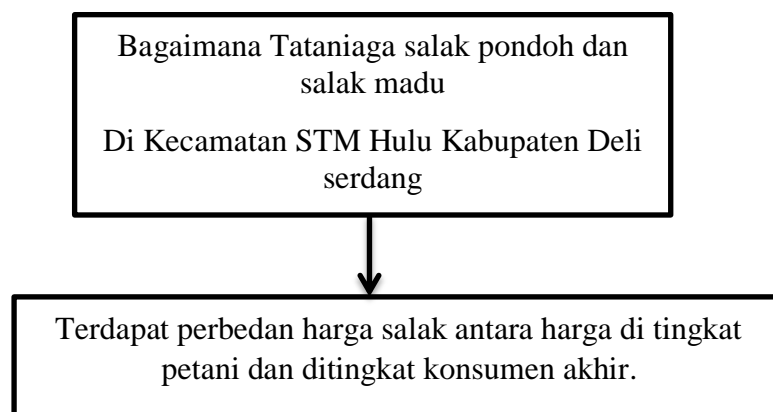 Bagaimana Tataniaga salak pondoh dan
salak madu
Di Kecamatan STM Hulu Kabupaten Deli
serdang
Terdapat perbedan harga salak antara harga di tingkat
petani dan ditingkat konsumen akhir.